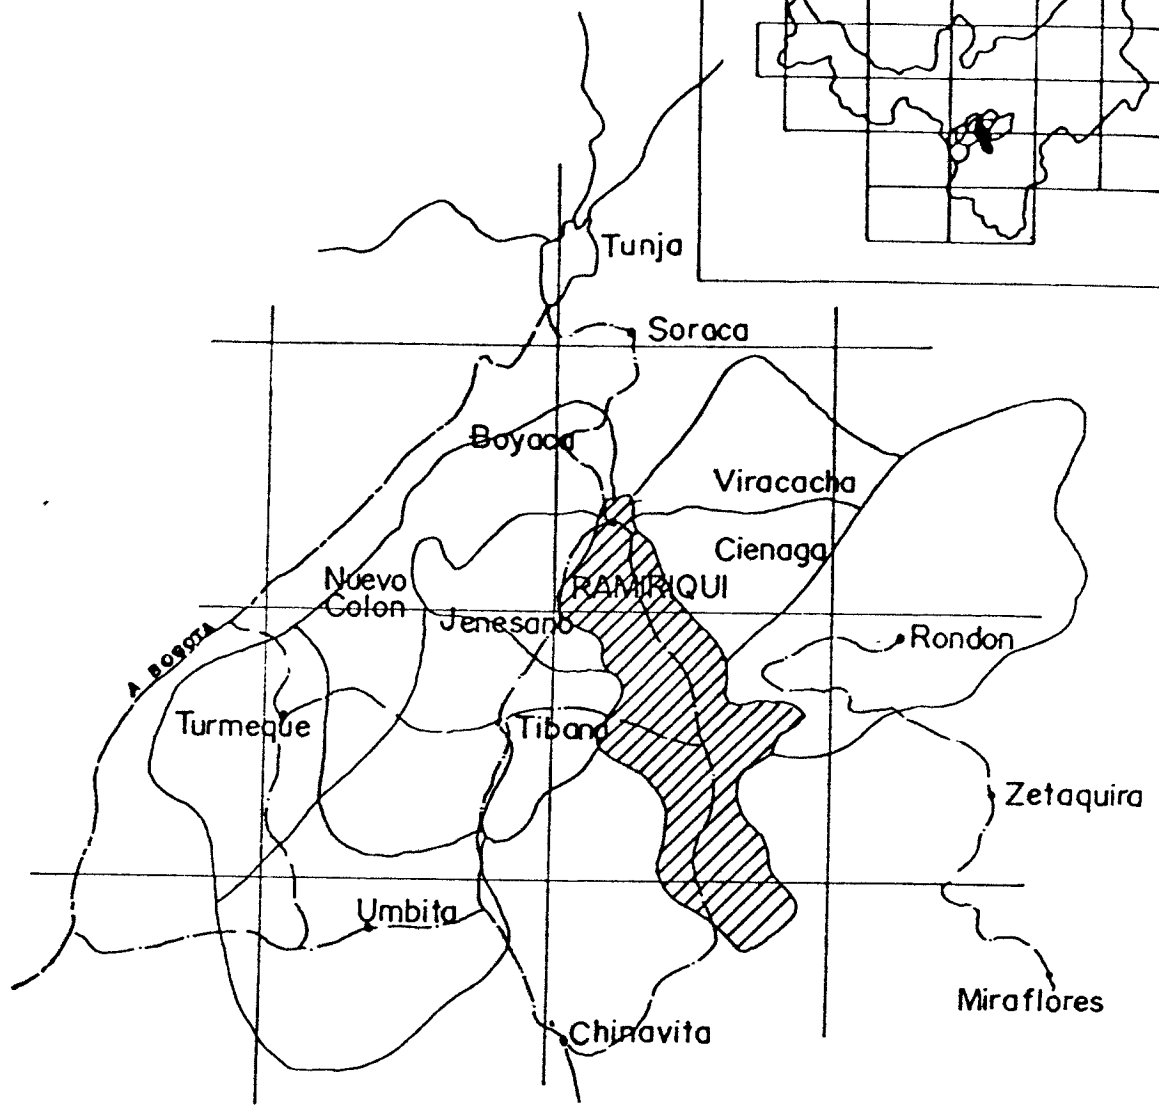 Tunja
Soraca
Boyaca
Viracacha
Cienaga
Nuevo
Colon
RAMIRIQUI
Jenesano
A BOGOTA
Rondon
Turmeque
Tibana
Zetaquira
Umbita
Miraflores
Chinavita